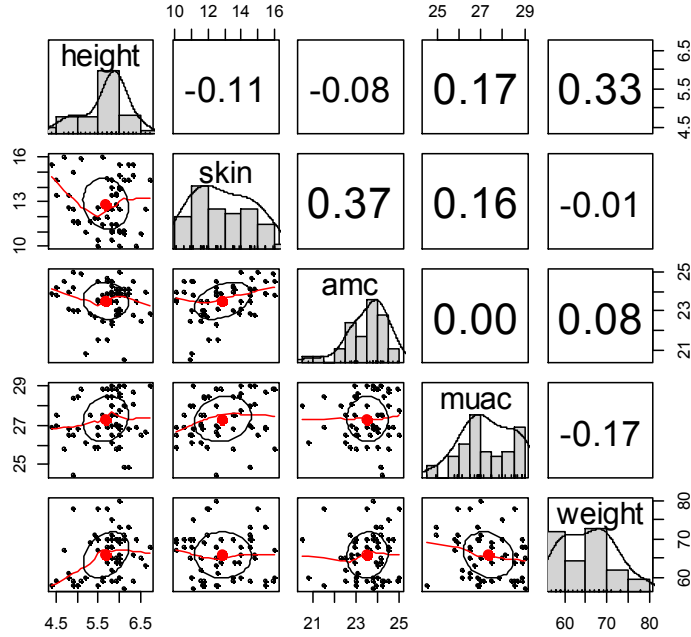 10 12 14 16 25 27 29
height -0.11 -0.08 0.17 0.33 4.5 5.5 6.5
10 13 16 skin 0.37 0.16 -0.01
amc 0.00 0.08 21 23 25
25 27 29 muac -0.17
weight 60 70 80
4.5 5.5 6.5 21 23 25 60 70 80